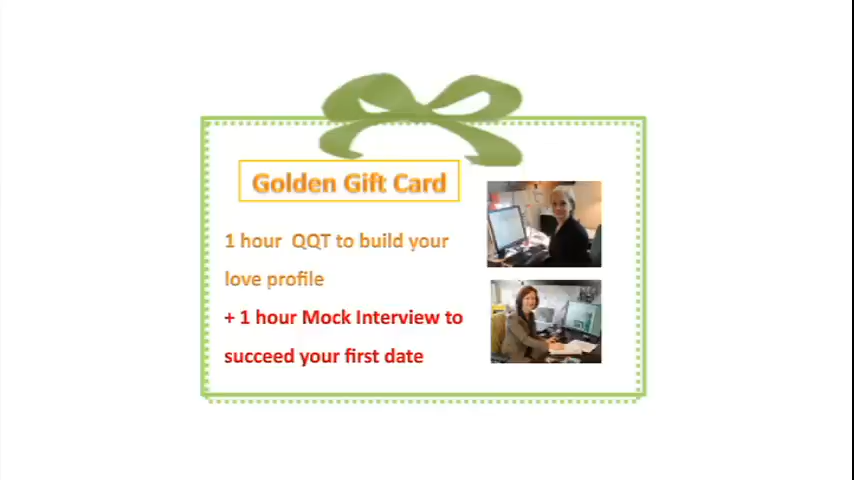 Golden Gift Card
1 hour QQT to build your
love profile
+ 1 hour Mock Interview to
succeed your first date